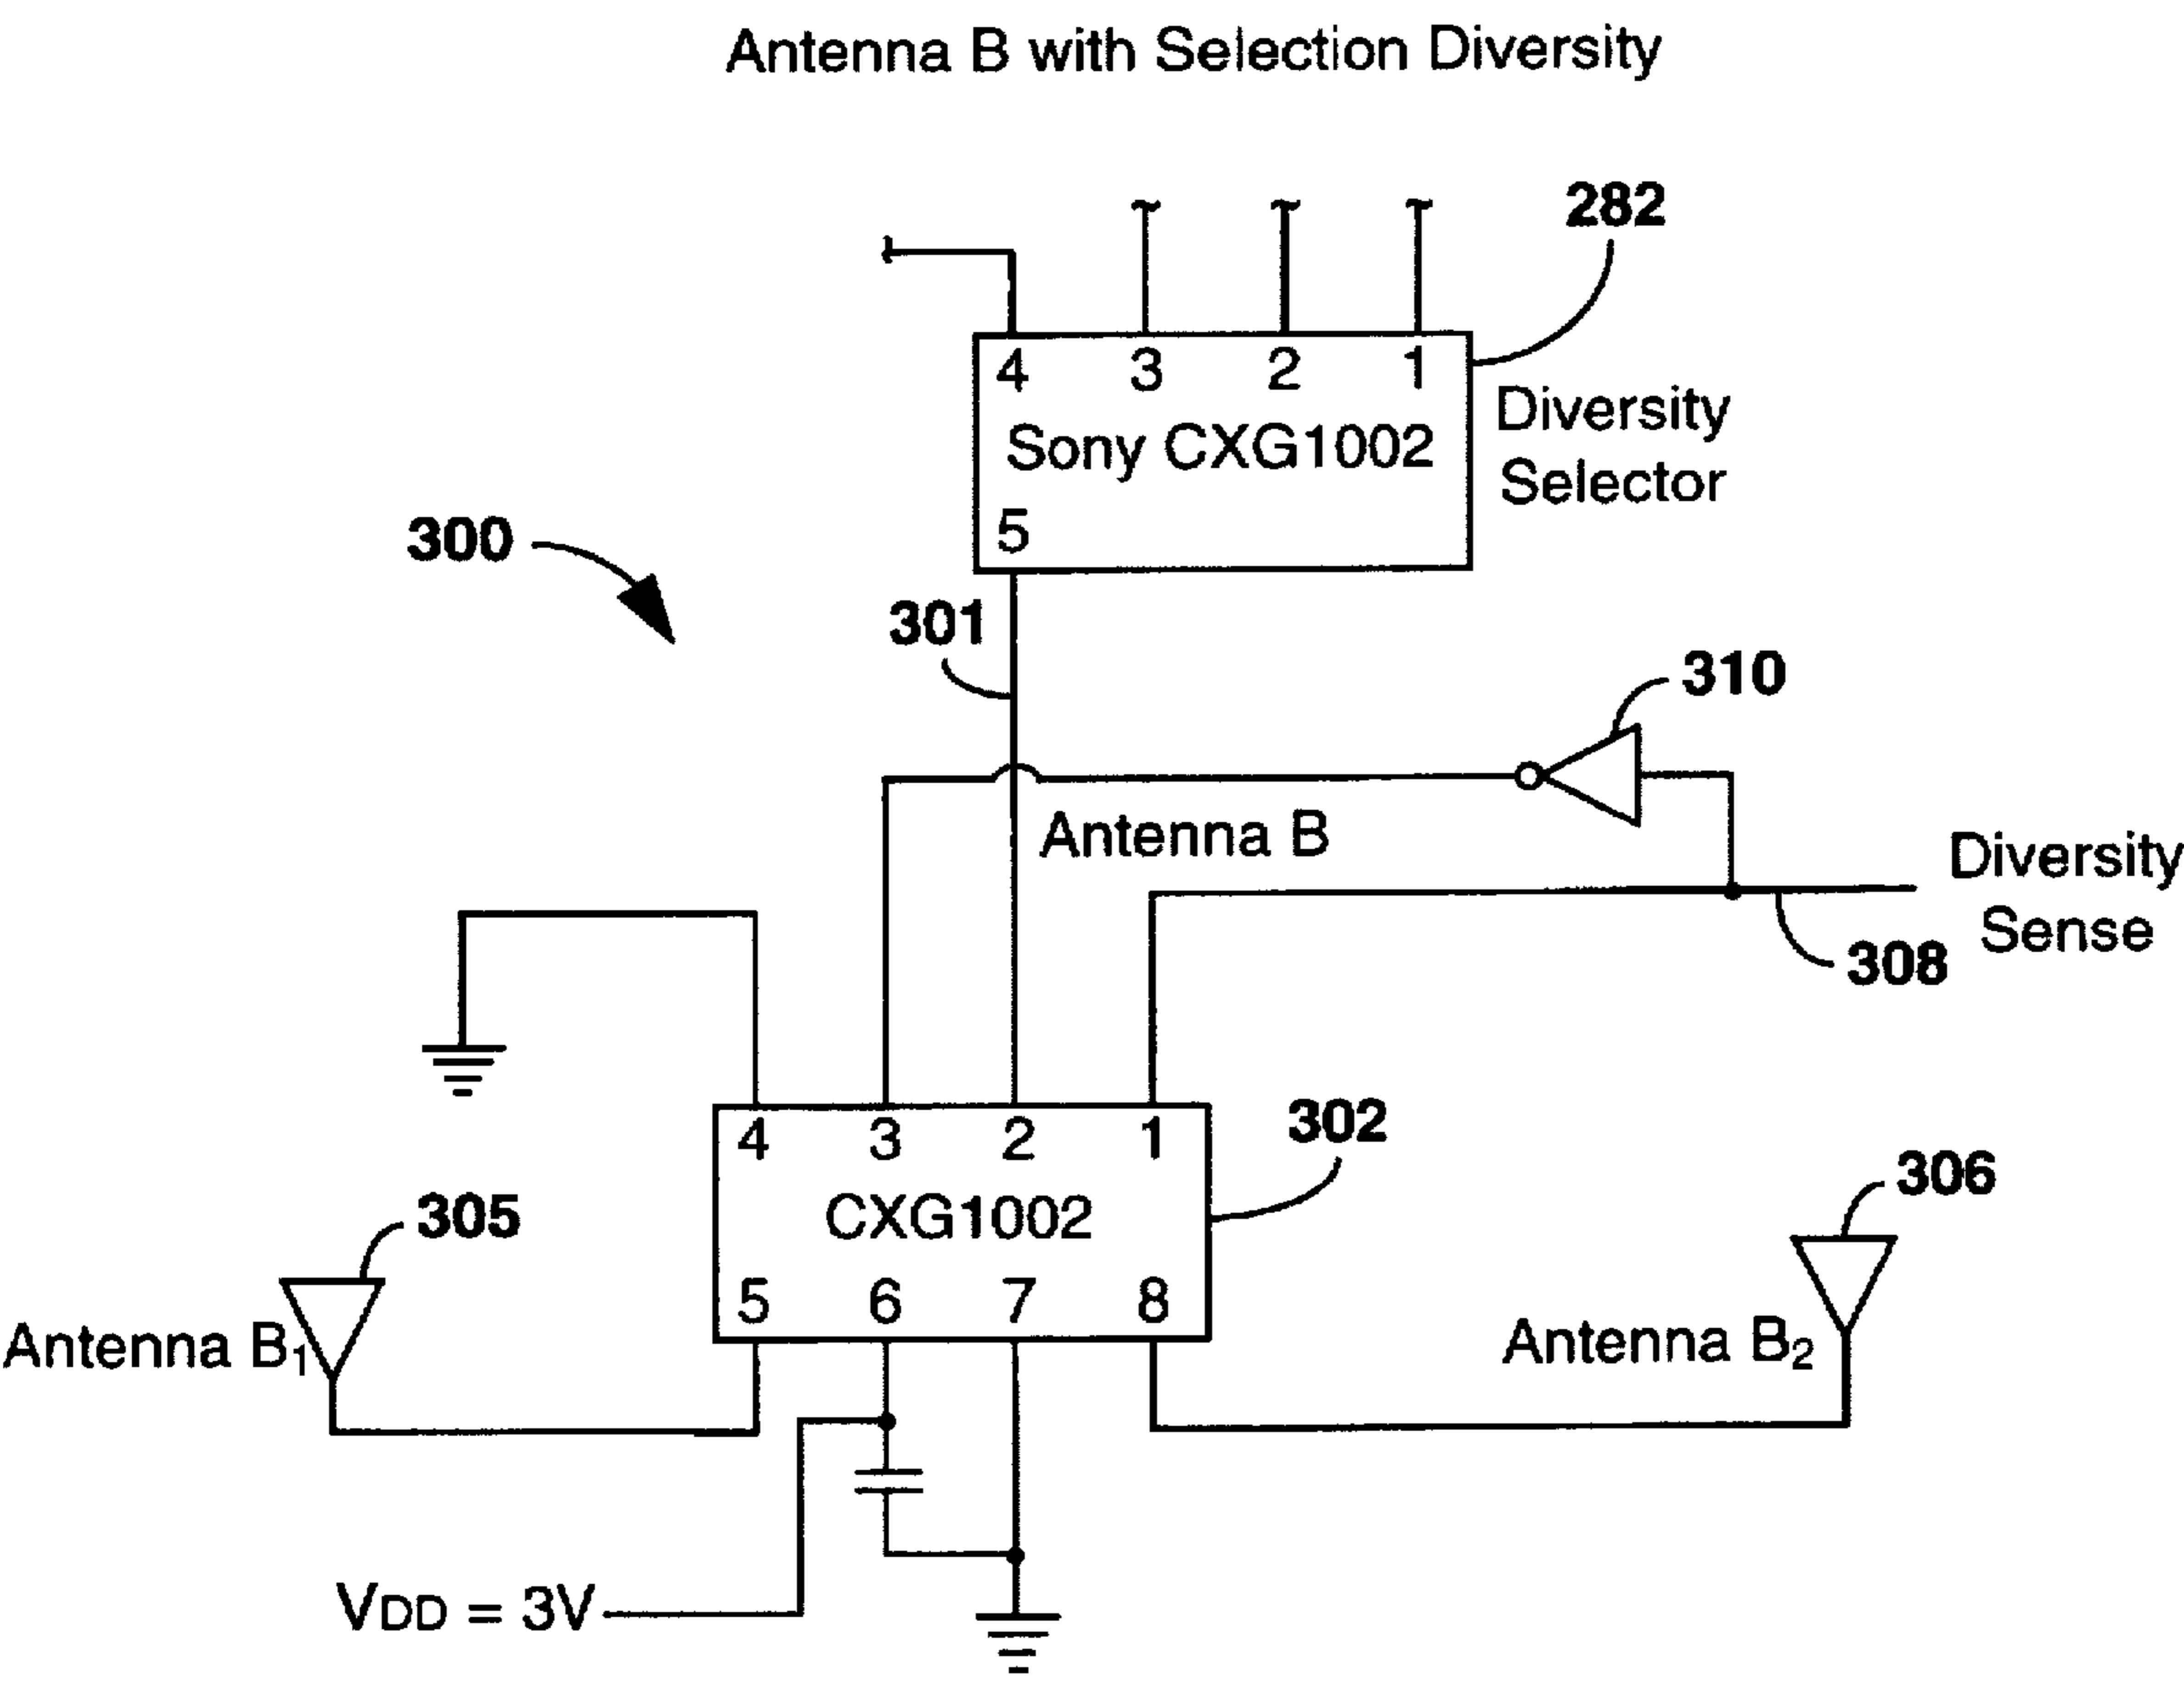 Antenna B with Selection Diversity
282
4 3 2 1
Sony CXG1002
5
Diversity
Selector
300
301
310
Antenna B
Diversity
Sense
308
4 3 2 1
302
CXG1002
5 6 7 8
305
306
Antenna B1
Antenna B2
VDD = 3V